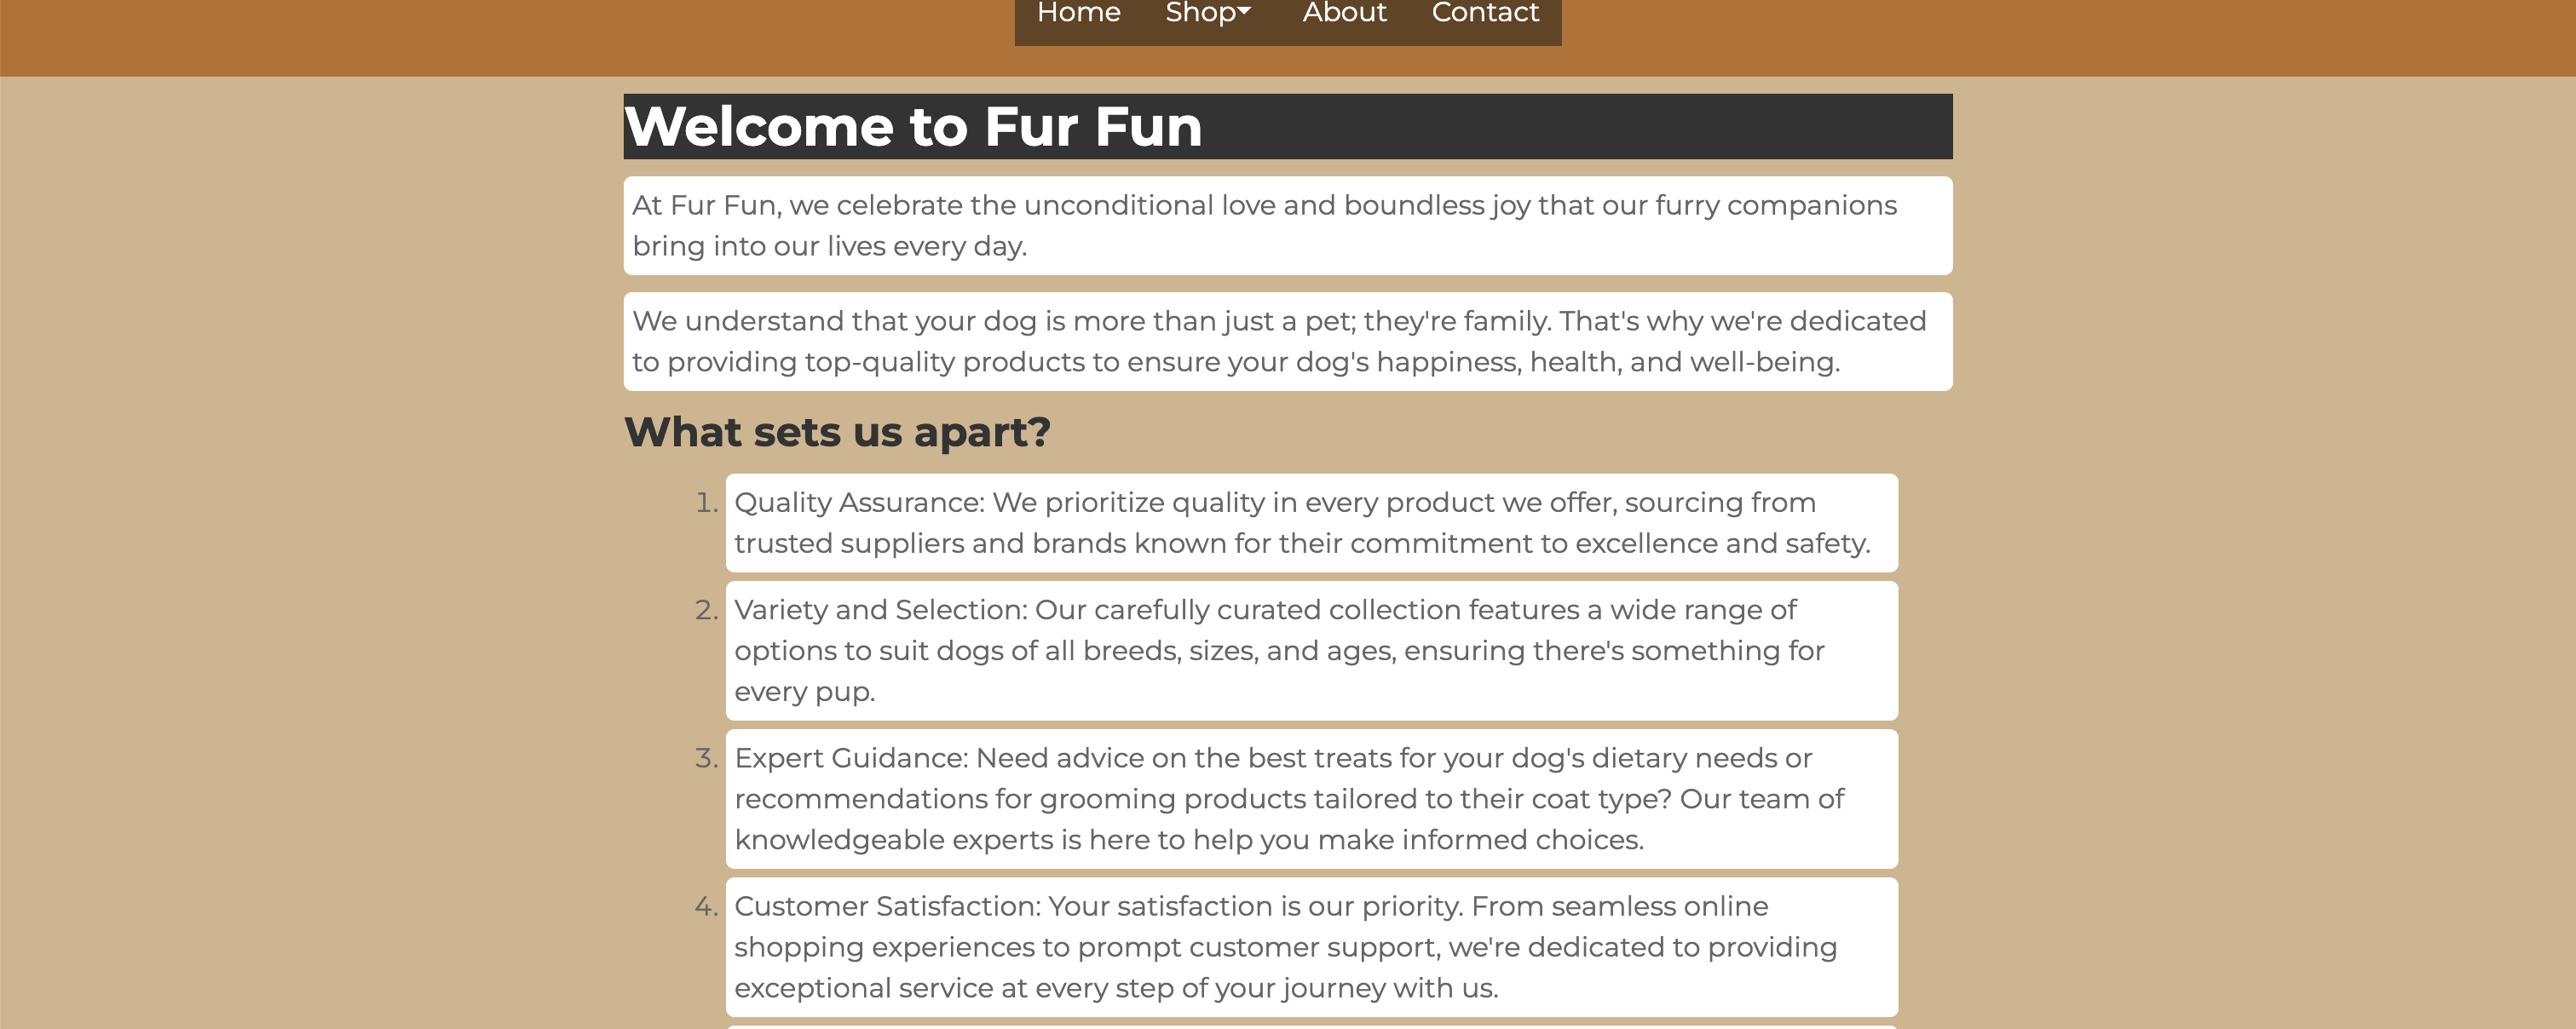 Home Shop About Contact
Welcome to Fur Fun
At Fur Fun, we celebrate the unconditional love and boundless joy that our furry companions
bring into our lives every day.
We understand that your dog is more than just a pet; they're family. That's why we're dedicated
to providing top-quality products to ensure your dog's happiness, health, and well-being.
What sets us apart?
1. Quality Assurance: We prioritize quality in every product we offer, sourcing from
trusted suppliers and brands known for their commitment to excellence and safety.
2. Variety and Selection: Our carefully curated collection features a wide range of
options to suit dogs of all breeds, sizes, and ages, ensuring there's something for
every pup.
3. Expert Guidance: Need advice on the best treats for your dog's dietary needs or
recommendations for grooming products tailored to their coat type? Our team of
knowledgeable experts is here to help you make informed choices.
4. Customer Satisfaction: Your satisfaction is our priority. From seamless online
shopping experiences to prompt customer support, we're dedicated to providing
exceptional service at every step of your journey with us.